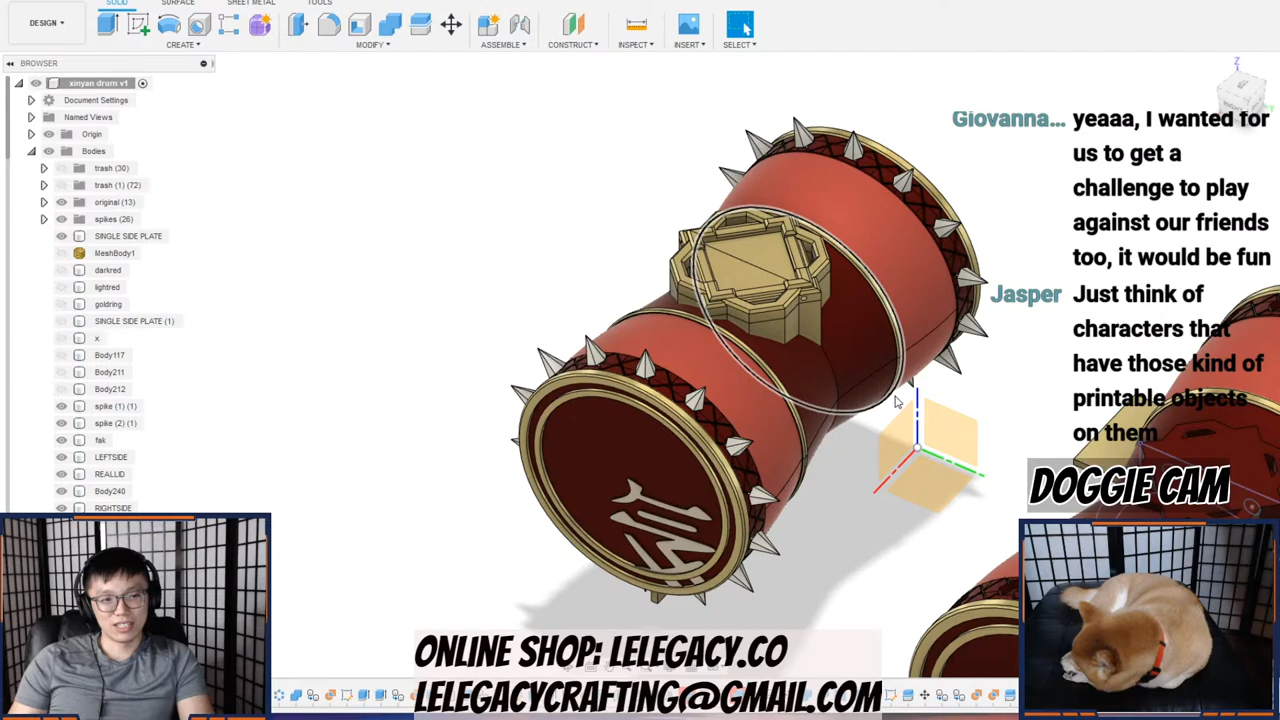 SOLID
SURFACE
SHEET METAL
TOOLS
DESIGN
CREATE
MODIFY
ASSEMBLE
CONSTRUCT
INSPECT
INSERT
SELECT
BROWSER
xinyan drum v1
Document Settings
Named Views
Origin
Bodies
trash (30)
trash (1) (72)
original (13)
spikes (26)
SINGLE SIDE PLATE
MeshBody1
darkred
lightred
goldring
SINGLE SIDE PLATE (1)
x
Body117
Body211
Body212
spike (1) (1)
spike (2) (1)
fak
LEFTSIDE
REALLID
Body240
RIGHTSIDE
Z
Giovanna... yeaaa, I wanted for
us to get a
challenge to play
against our friends
too, it would be fun
Jasper Just think of
characters that
have those kind of
printable objects
on them
DOGGIE CAM
ONLINE SHOP: LELEGACY.CO
LELEGACYCRAFTING@GMAIL.COM